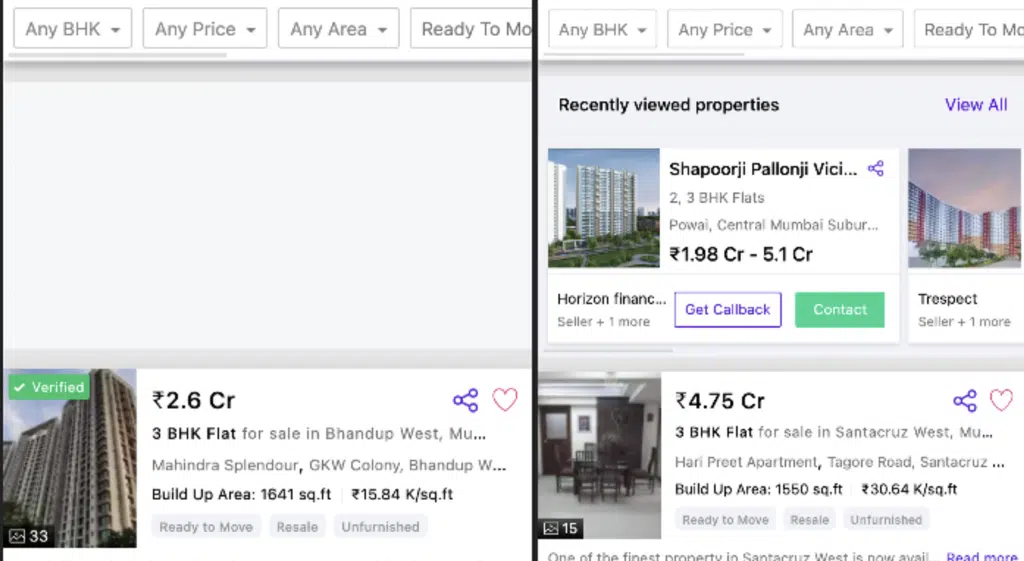 Any BHK
Any Price
Any Area
Ready To Mo
Verified
33
₹2.6 Cr
3 BHK Flat for sale in Bhandup West, Mu...
Mahindra Splendour, GKW Colony, Bhandup W...
Build Up Area: 1641 sq.ft
₹15.84 K/sq.ft
Ready to Move
Resale
Unfurnished
Any BHK
Any Price
Any Area
Ready To Mo
Recently viewed properties
View All
Shapoorji Pallonji Vici...
2, 3 BHK Flats
Powai, Central Mumbai Subur...
₹1.98 Cr - 5.1 Cr
Horizon financ...
Seller + 1 more
Get Callback
Contact
Trespect
Seller + 1 more
15
₹4.75 Cr
3 BHK Flat for sale in Santacruz West, Mu...
Hari Preet Apartment, Tagore Road, Santacruz ...
Build Up Area: 1550 sq.ft
₹30.64 K/sq.ft
Ready to Move
Resale
Unfurnished
One of the finest property in Santacruz West is now avail... Read more